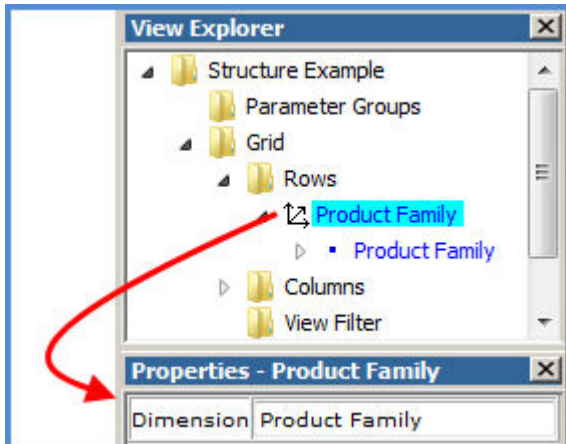 View Explorer
Structure Example
Parameter Groups
Grid
Rows
Product Family
Product Family
Columns
View Filter
Properties - Product Family
Dimension Product Family